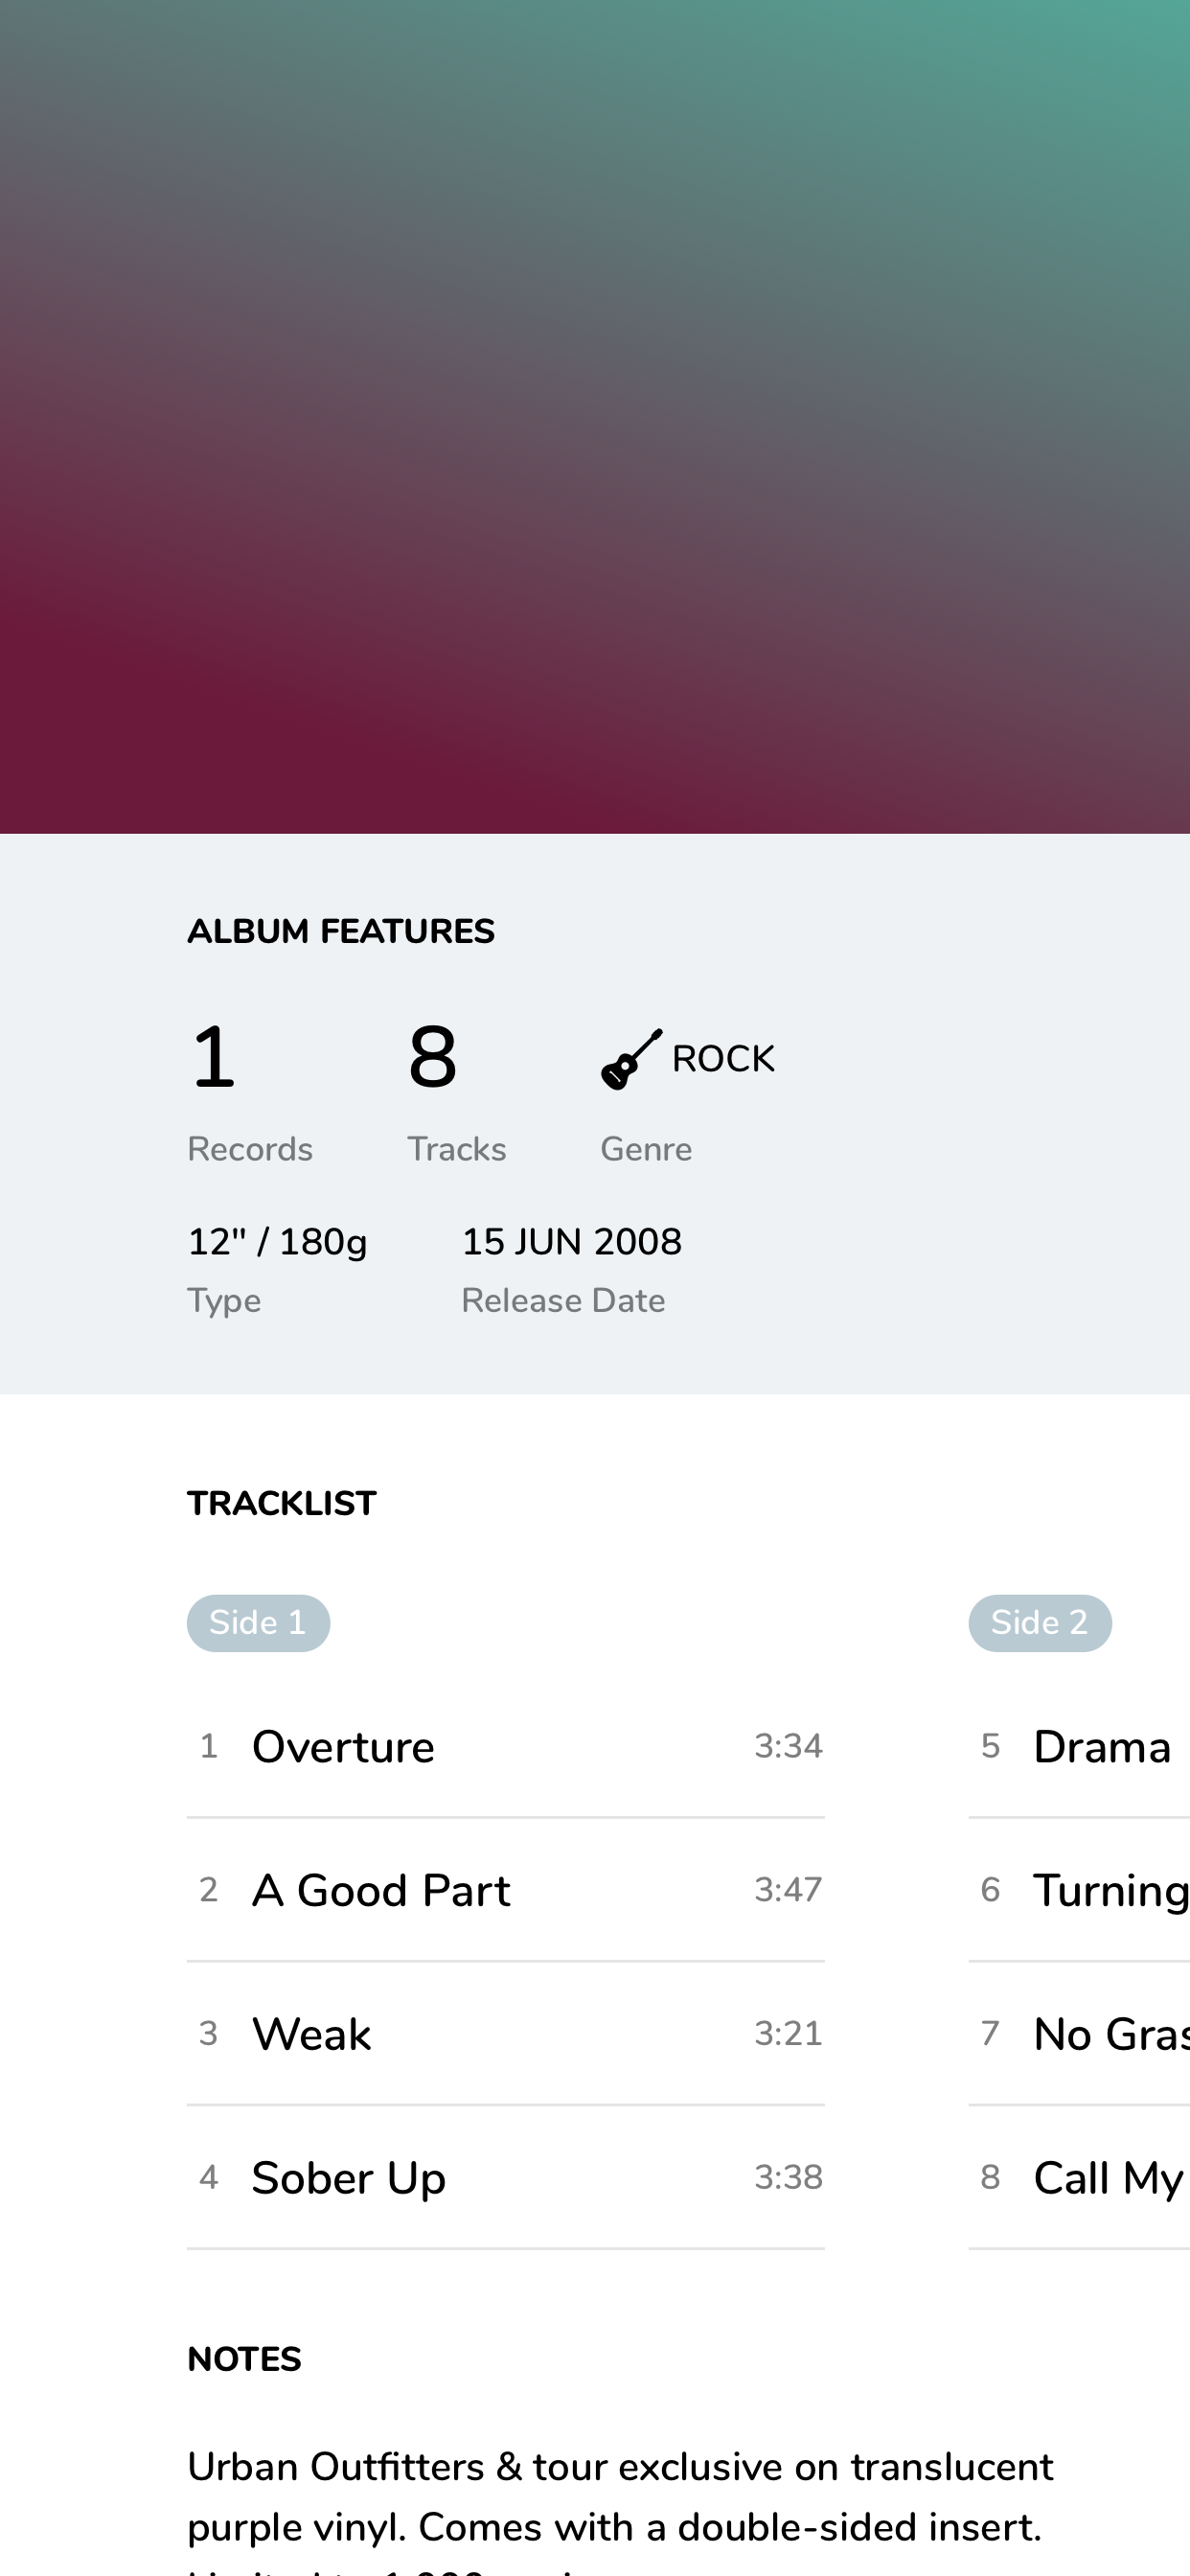 ALBUM FEATURES
1 8 ROCK
Records Tracks Genre
12" / 180g 15 JUN 2008
Type Release Date
TRACKLIST
Side 1
1 Overture 3:34
2 A Good Part 3:47
3 Weak 3:21
4 Sober Up 3:38
Side 2
5 Drama
6 Turning
7 No
8 Call My
NOTES
Urban Outfitters & tour exclusive on translucent
purple vinyl. Comes with a double-sided insert.